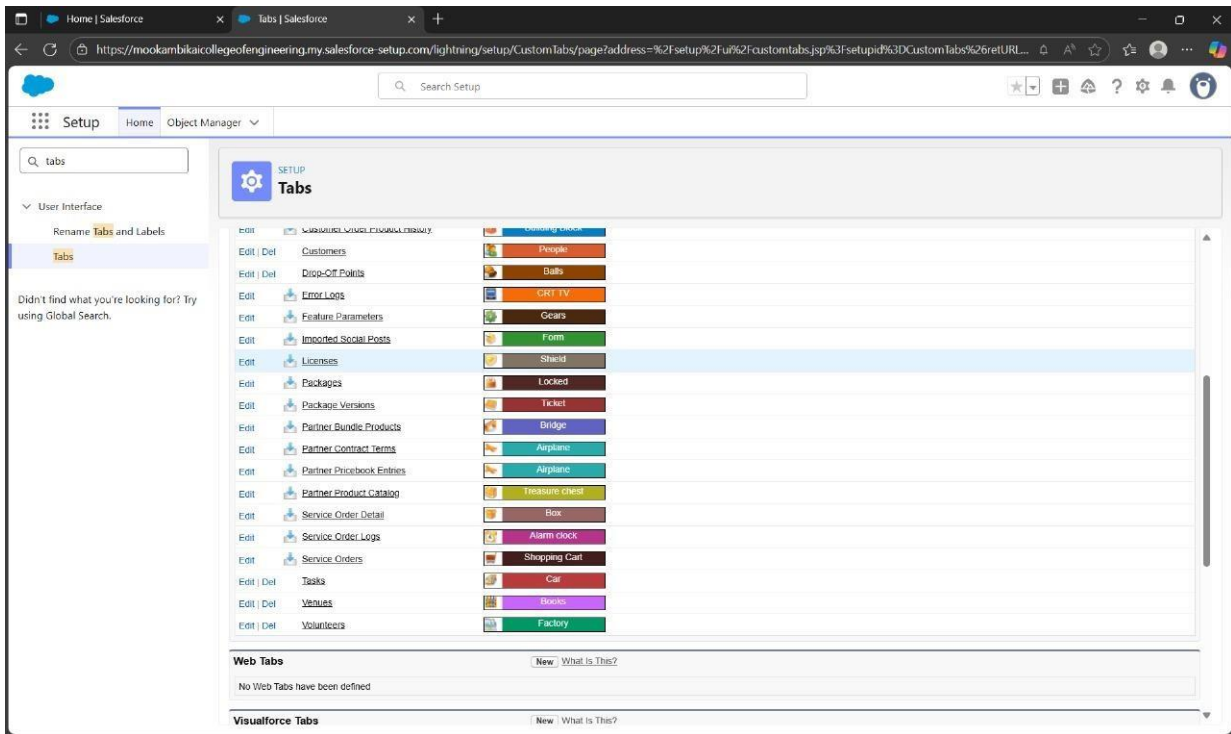 Home | Salesforce
Tabs | Salesforce
https://mookambikaicollegeofengineering.my.salesforce-setup.com/lightning/setup/CustomTabs/page?address=%2Fsetup%2Fui%2Fcustomtabs.jsp%3Fsetupid%3DCustomTabs%26retURL...
Search Setup
Setup Home Object Manager
tabs
User Interface
Rename Tabs and Labels
Tabs
Didn't find what you're looking for? Try
using Global Search.
SETUP
Tabs
Edit Customer Order Product History Building Block
Edit | Del Customers People
Edit | Del Drop-Off Points Balls
Edit Error Logs CRT TV
Edit Feature Parameters Gears
Edit Imported Social Posts Form
Edit Licenses Shield
Edit Packages Locked
Edit Package Versions Ticket
Edit Partner Bundle Products Bridge
Edit Partner Contract Terms Airplane
Edit Partner Pricebook Entries Airplane
Edit Partner Product Catalog Treasure chest
Edit Service Order Detail Box
Edit Service Order Logs Alarm clock
Edit Service Orders Shopping Cart
Edit | Del Tasks Car
Edit | Del Venues Books
Edit | Del Volunteers Factory
Web Tabs New What Is This?
No Web Tabs have been defined
Visualforce Tabs New What Is This?